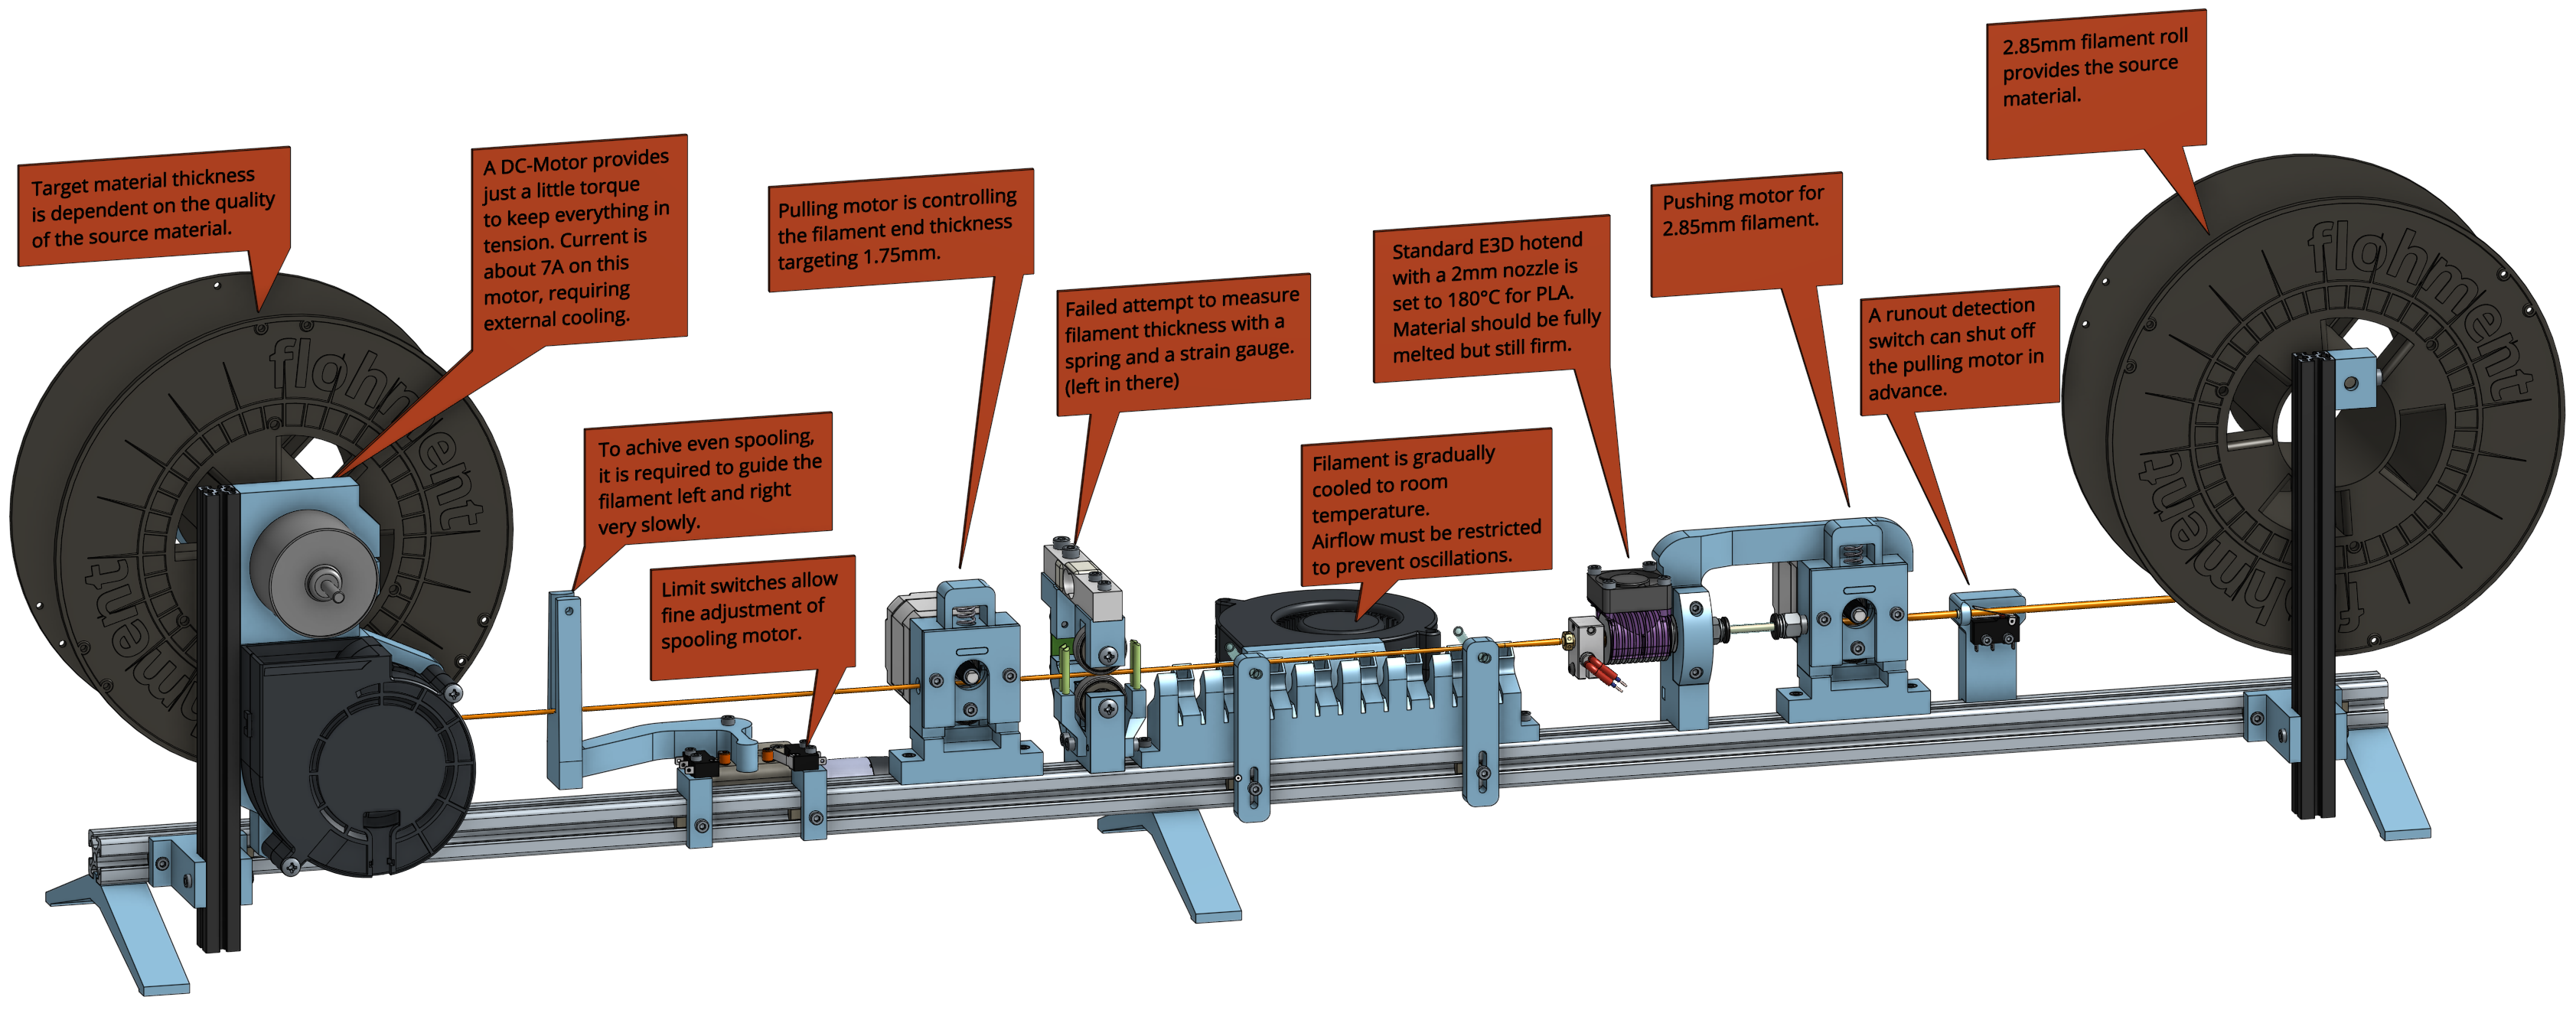 Target material thickness
is dependent on the quality
of the source material.
A DC-Motor provides
just a little torque
to keep everything in
tension. Current is
about 7A on this
motor, requiring
external cooling.
To achive even spooling,
it is required to guide the
filament left and right
very slowly.
Limit switches allow
fine adjustment of
spooling motor.
Pulling motor is controlling
the filament end thickness
targeting 1.75mm.
Failed attempt to measure
filament thickness with a
spring and a strain gauge.
(left in there)
Filament is gradually
cooled to room
temperature.
Airflow must be restricted
to prevent oscillations.
Standard E3D hotend
with a 2mm nozzle is
set to 180°C for PLA.
Material should be fully
melted but still firm.
Pushing motor for
2.85mm filament.
A runout detection
switch can shut off
the pulling motor in
advance.
2.85mm filament roll
provides the source
material.
flohment
flohment